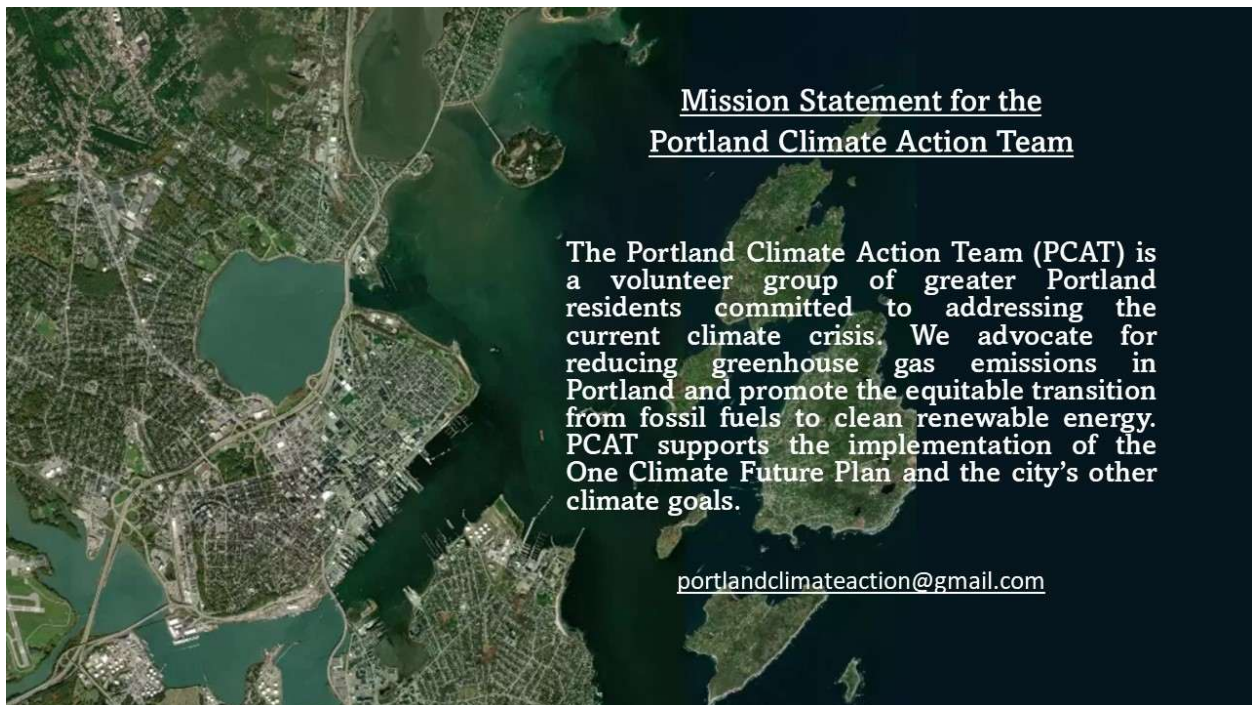 Mission Statement for the
Portland Climate Action Team
The Portland Climate Action Team (PCAT) is
a volunteer group of greater Portland
residents committed to addressing the
current climate crisis. We advocate for
reducing greenhouse gas emissions in
Portland and promote the equitable transition
from fossil fuels to clean renewable energy.
PCAT supports the implementation of the
One Climate Future Plan and the city’s other
climate goals.
portlandclimateaction@gmail.com